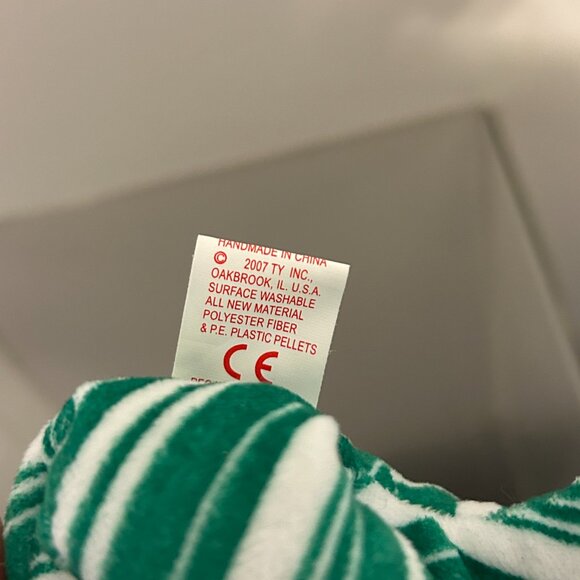 HANDMADE IN CHINA
© 2007 TY INC.,
OAKBROOK, IL. U.S.A.
SURFACE WASHABLE
ALL NEW MATERIAL
POLYESTER FIBER
& P.E. PLASTIC PELLETS
CE